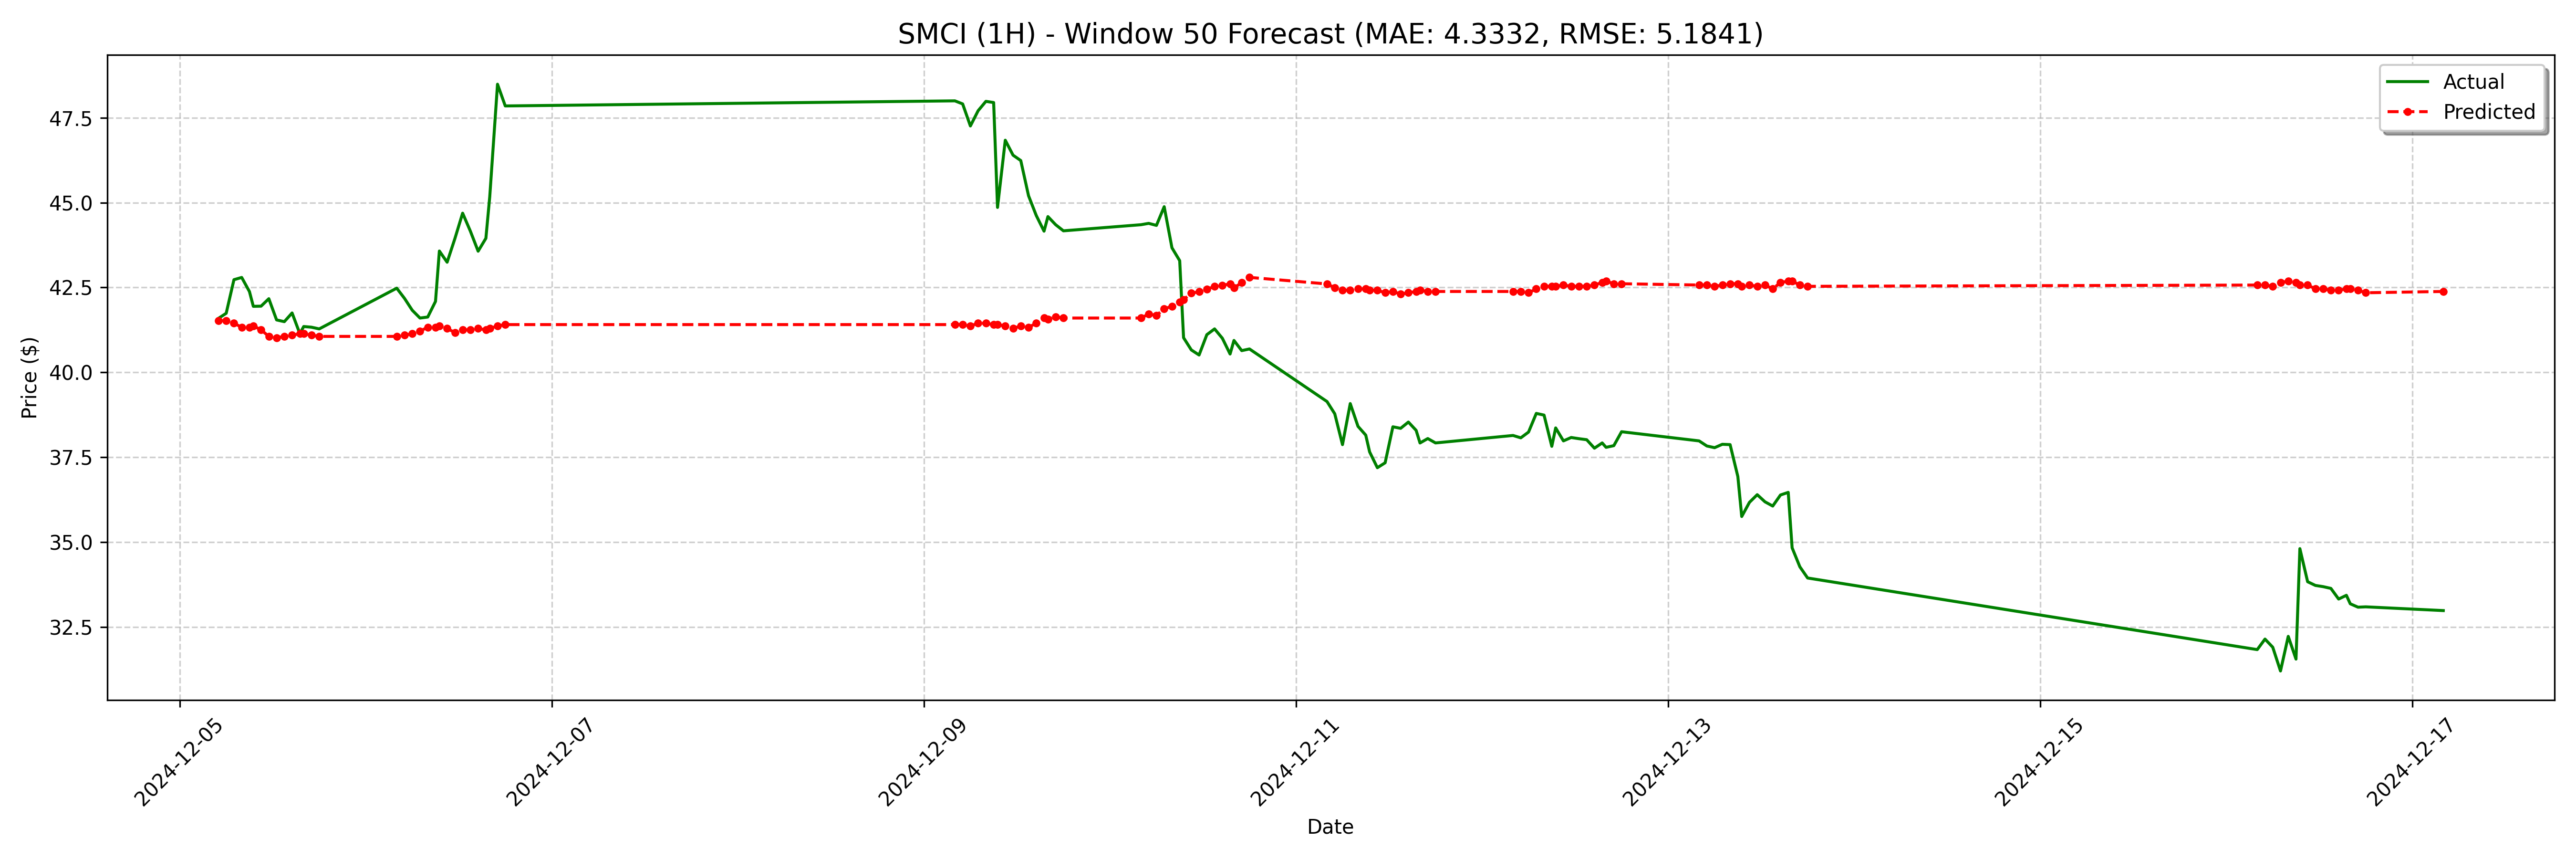 SMCI (1H) - Window 50 Forecast (MAE: 4.3332, RMSE: 5.1841)
Actual
Predicted
47.5
45.0
42.5
40.0
37.5
35.0
32.5
Price ($)
2024-12-05
2024-12-07
2024-12-09
2024-12-11
2024-12-13
2024-12-15
2024-12-17
Date